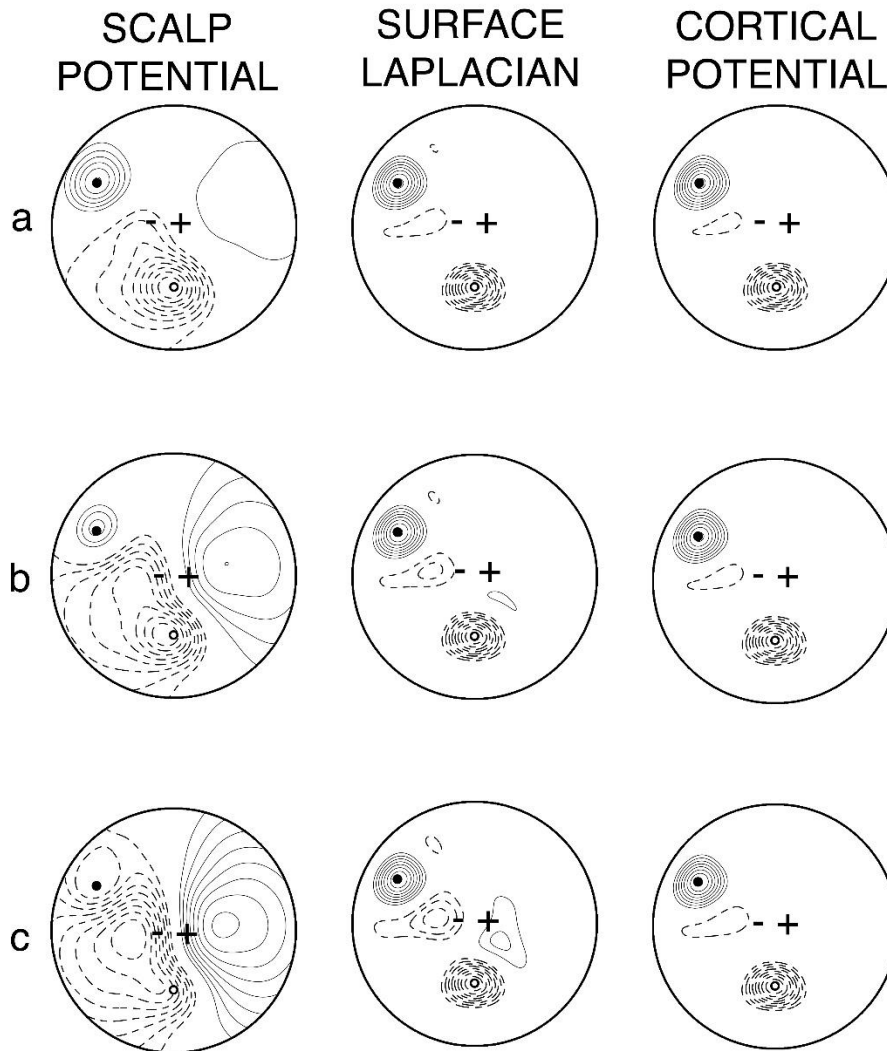 SCALP POTENTIAL
SURFACE LAPLACIAN
CORTICAL POTENTIAL
a
- +
- +
- +
b
- +
- +
- +
c
- +
- +
- +